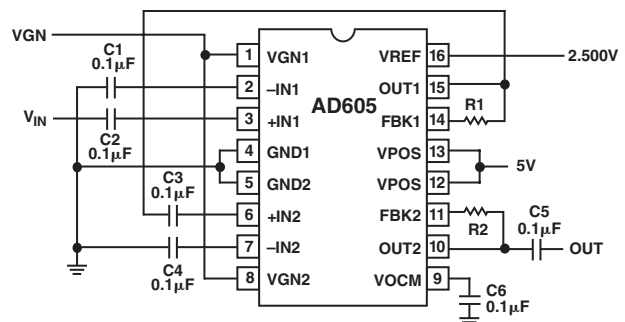 VGN
C1
0.1µF
V_IN
C2
0.1µF
C3
0.1µF
C4
0.1µF
1 VGN1
2 –IN1
3 +IN1
4 GND1
5 GND2
6 +IN2
7 –IN2
8 VGN2
AD605
VREF 16
OUT1 15
FBK1 14
VPOS 13
VPOS 12
FBK2 11
OUT2 10
VOCM 9
2.500V
R1
5V
R2
C5
0.1µF
OUT
C6
0.1µF